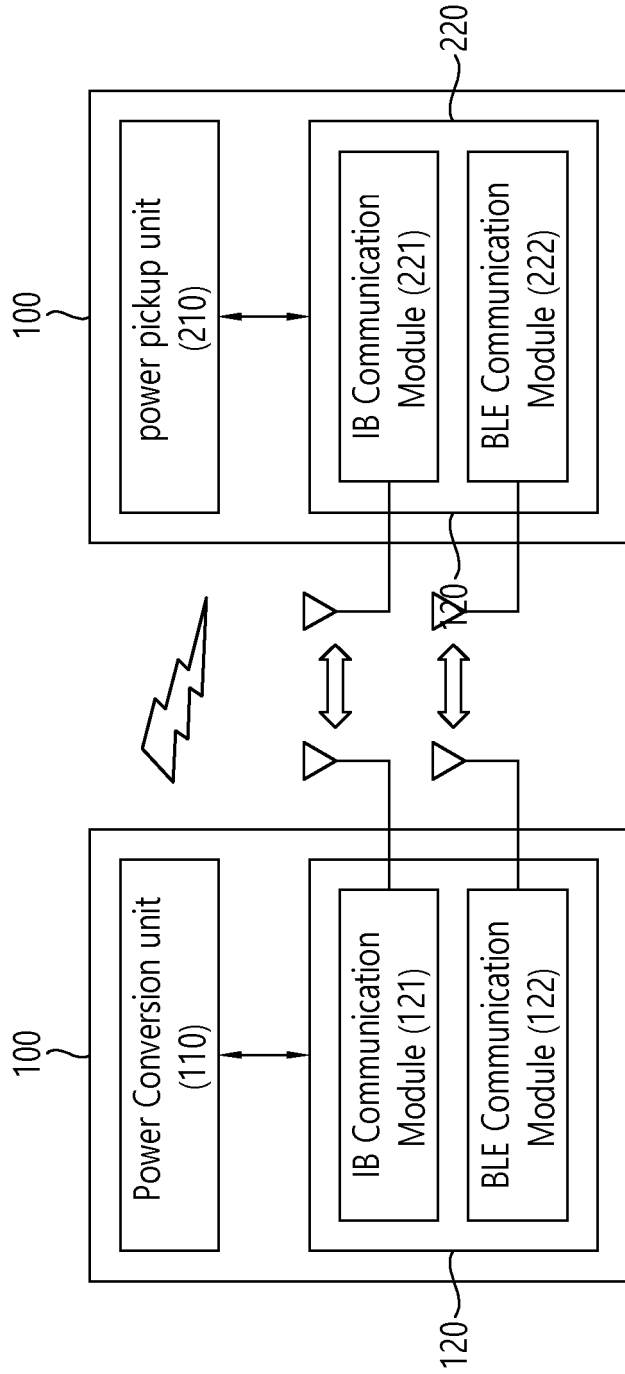 100
Power Conversion unit
(110)
IB Communication
Module (121)
BLE Communication
Module (122)
120
100
power pickup unit
(210)
IB Communication
Module (221)
BLE Communication
Module (222)
220
120